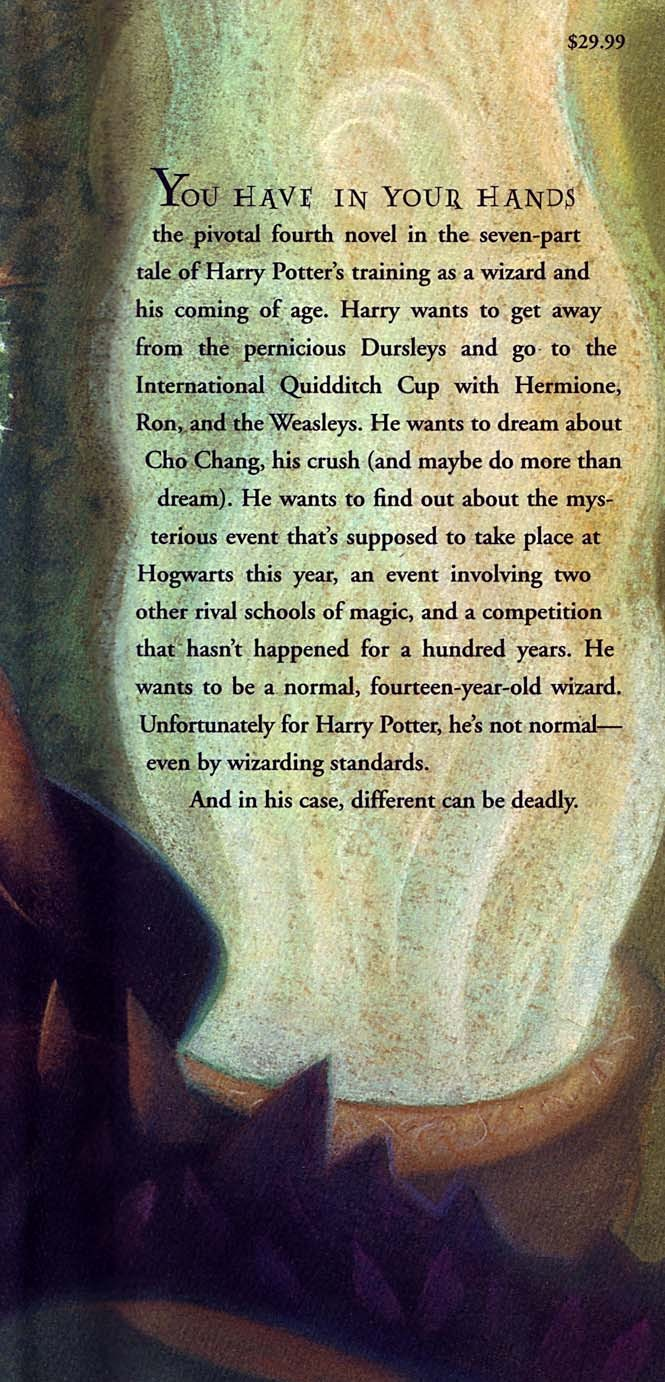 $29.99
YOU HAVE IN YOUR HANDS
the pivotal fourth novel in the seven-part
tale of Harry Potter's training as a wizard and
his coming of age. Harry wants to get away
from the pernicious Dursleys and go to the
International Quidditch Cup with Hermione,
Ron, and the Weasleys. He wants to dream about
Cho Chang, his crush (and maybe do more than
dream). He wants to find out about the mys-
terious event that's supposed to take place at
Hogwarts this year, an event involving two
other rival schools of magic, and a competition
that hasn't happened for a hundred years. He
wants to be a normal, fourteen-year-old wizard.
Unfortunately for Harry Potter, he's not normal—
even by wizarding standards.
And in his case, different can be deadly.